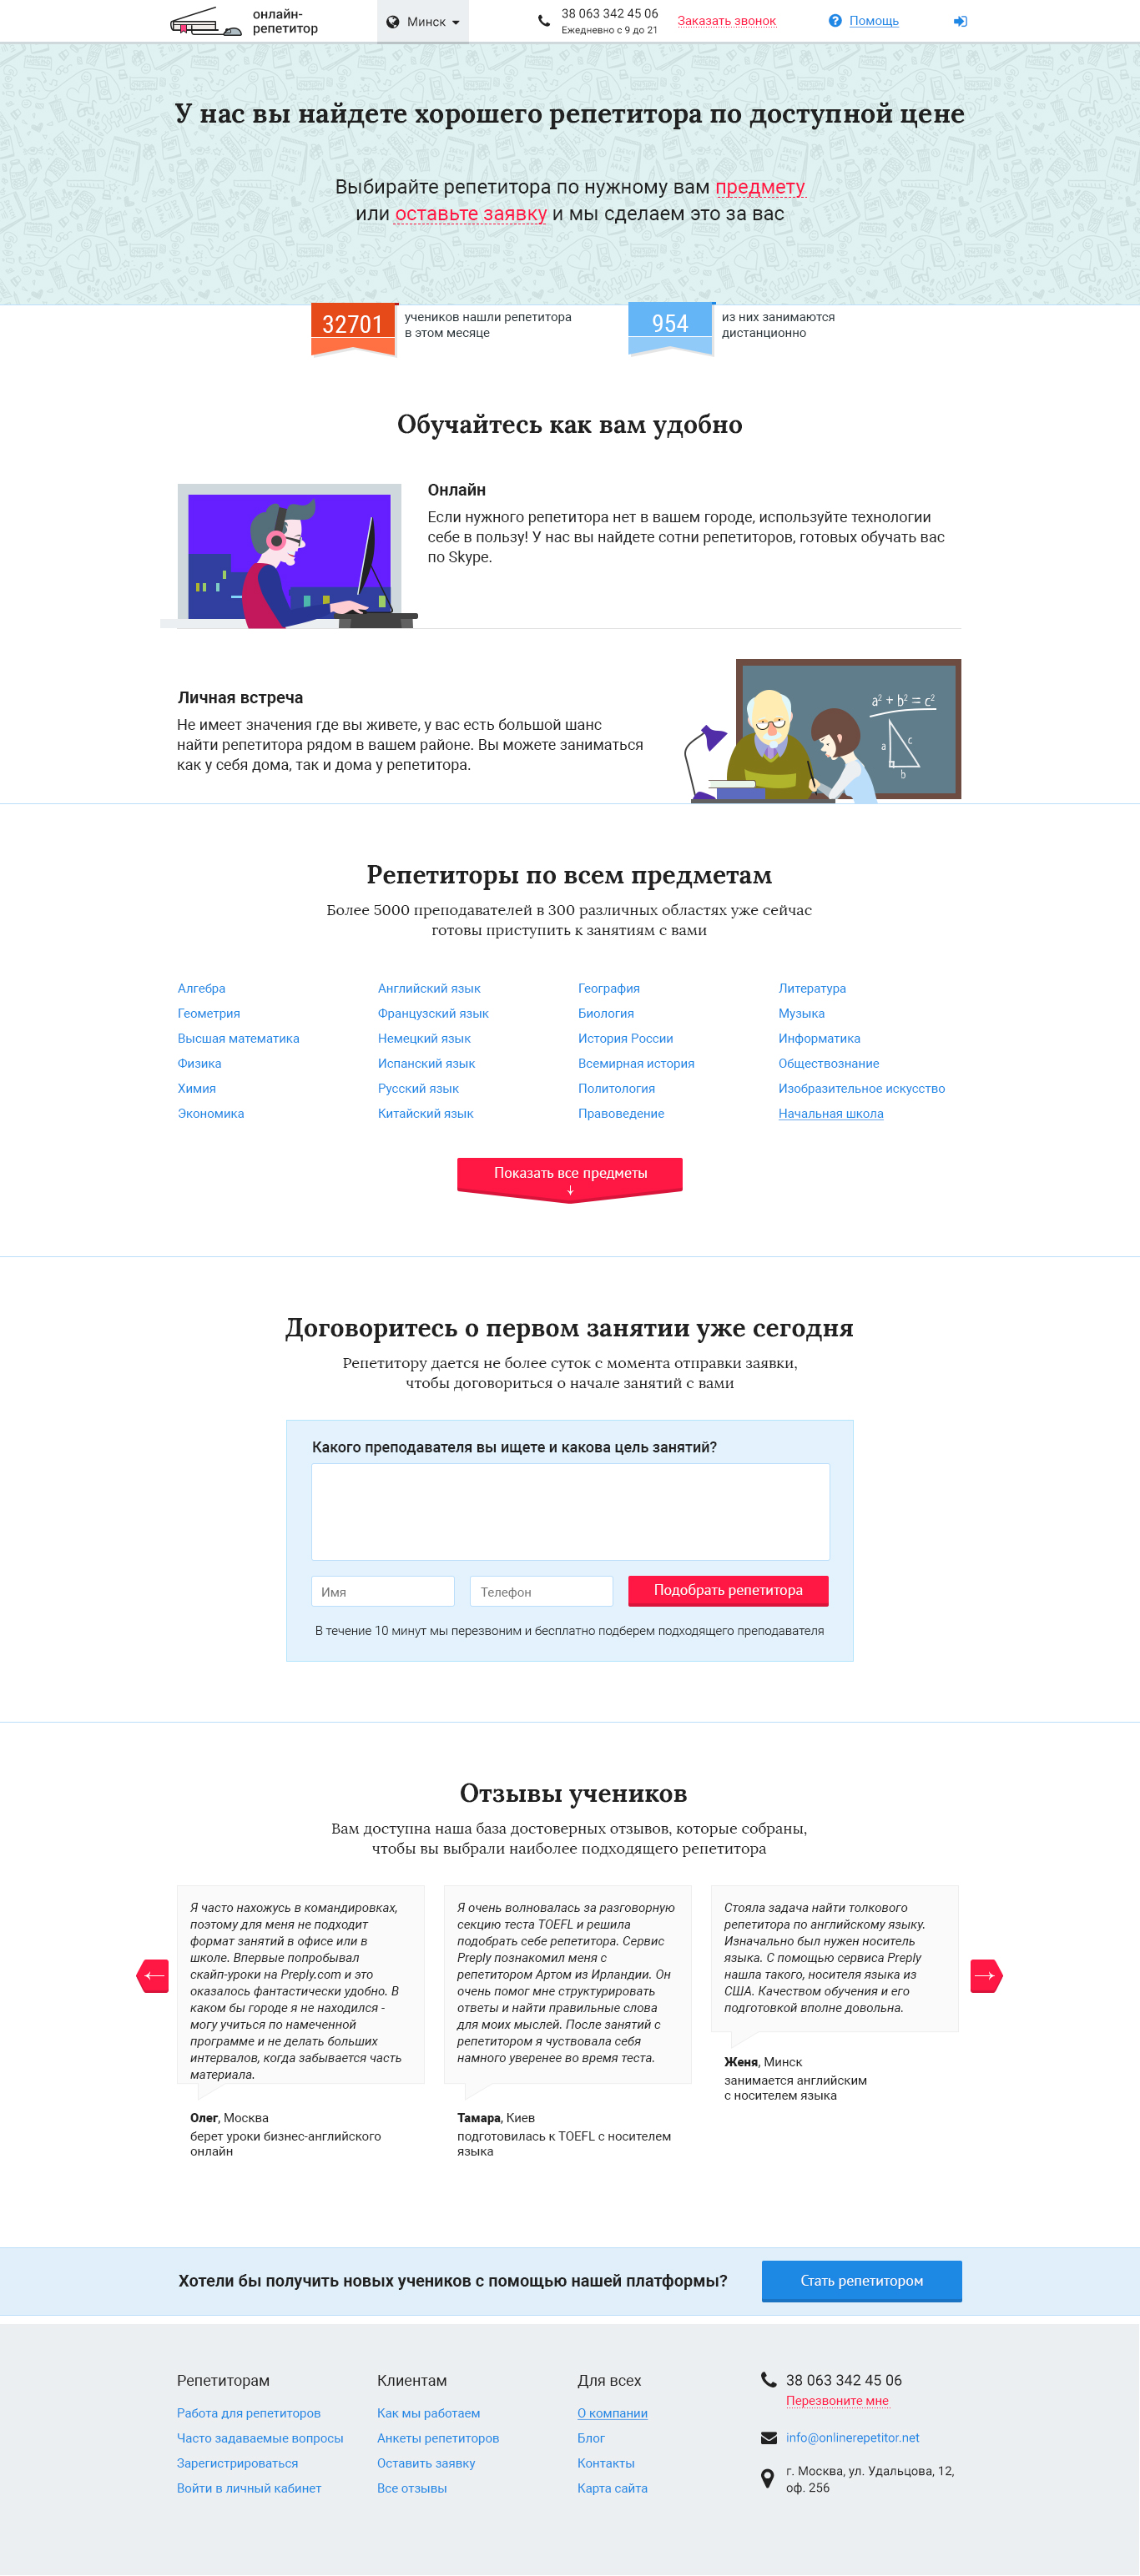 онлайн-
репетитор
Минск
38 063 342 45 06
Ежедневно с 9 до 21
Заказать звонок
Помощь
У нас вы найдете хорошего репетитора по доступной цене
Выбирайте репетитора по нужному вам предмету
или оставьте заявку и мы сделаем это за вас
32701
учеников нашли репетитора
в этом месяце
954
из них занимаются
дистанционно
Обучайтесь как вам удобно
Онлайн
Если нужного репетитора нет в вашем городе, используйте технологии
себе в пользу! У нас вы найдете сотни репетиторов, готовых обучать вас
по Skype.
Личная встреча
Не имеет значения где вы живете, у вас есть большой шанс
найти репетитора рядом в вашем районе. Вы можете заниматься
как у себя дома, так и дома у репетитора.
a² + b² = c²
a
c
b
Репетиторы по всем предметам
Более 5000 преподавателей в 300 различных областях уже сейчас
готовы приступить к занятиям с вами
Алгебра
Геометрия
Высшая математика
Физика
Химия
Экономика
Английский язык
Французский язык
Немецкий язык
Испанский язык
Русский язык
Китайский язык
География
Биология
История России
Всемирная история
Политология
Правоведение
Литература
Музыка
Информатика
Обществознание
Изобразительное искусство
Начальная школа
Показать все предметы
Договоритесь о первом занятии уже сегодня
Репетитору дается не более суток с момента отправки заявки,
чтобы договориться о начале занятий с вами
Какого преподавателя вы ищете и какова цель занятий?
Имя
Телефон
Подобрать репетитора
В течение 10 минут мы перезвоним и бесплатно подберем подходящего преподавателя
Отзывы учеников
Вам доступна наша база достоверных отзывов, которые собраны,
чтобы вы выбрали наиболее подходящего репетитора
Я часто нахожусь в командировках,
поэтому для меня не подходит
формат занятий в офисе или в
школе. Впервые попробывал
скайп-уроки на Preply.com и это
оказалось фантастически удобно. В
каком бы городе я не находился -
могу учиться по намеченной
программе и не делать больших
интервалов, когда забывается часть
материала.
Олег, Москва
берет уроки бизнес-английского
онлайн
Я очень волновалась за разговорную
секцию теста TOEFL и решила
подобрать себе репетитора. Сервис
Preply познакомил меня с
репетитором Артом из Ирландии. Он
очень помог мне структурировать
ответы и найти правильные слова
для моих мыслей. После занятий с
репетитором я чуствовала себя
намного уверенее во время теста.
Тамара, Киев
подготовилась к TOEFL с носителем
языка
Стояла задача найти толкового
репетитора по английскому языку.
Изначально был нужен носитель
языка. С помощью сервиса Preply
нашла такого, носителя языка из
США. Качеством обучения и его
подготовкой вполне довольна.
Женя, Минск
занимается английским
с носителем языка
Хотели бы получить новых учеников с помощью нашей платформы?
Стать репетитором
Репетиторам
Работа для репетиторов
Часто задаваемые вопросы
Зарегистрироваться
Войти в личный кабинет
Клиентам
Как мы работаем
Анкеты репетиторов
Оставить заявку
Все отзывы
Для всех
О компании
Блог
Контакты
Карта сайта
38 063 342 45 06
Перезвоните мне
info@onlinerepetitor.net
г. Москва, ул. Удальцова, 12,
оф. 256